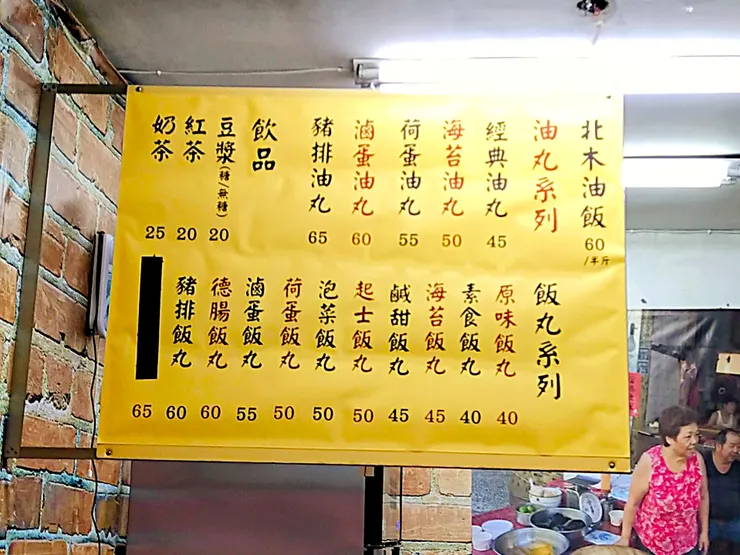 北木油飯
60
/半斤
油丸系列
經典油丸
45
海苔油丸
50
荷蛋油丸
55
滷蛋油丸
60
豬排油丸
65
飲品
豆漿(糖/無糖)
20
紅茶
20
奶茶
25
飯丸系列
原味飯丸
40
素食飯丸
40
海苔飯丸
45
鹹甜飯丸
45
起士飯丸
50
泡菜飯丸
50
荷蛋飯丸
50
滷蛋飯丸
55
德腸飯丸
60
豬排飯丸
60
65